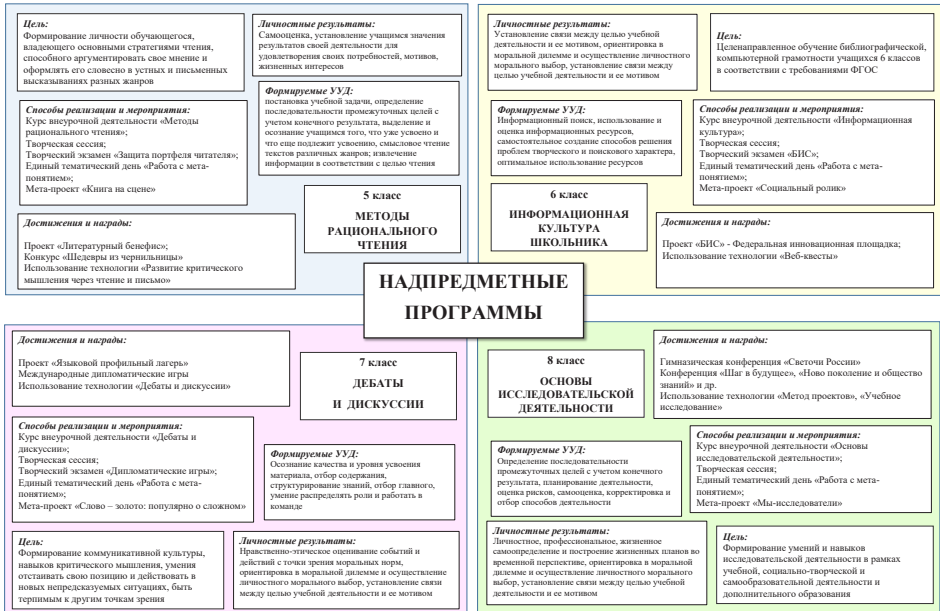 Цель:
Формирование личности обучающегося,
владеющего основными стратегиями чтения,
способного аргументировать свое мнение и
оформлять его словесно в устных и письменных
высказываниях разных жанров
Личностные результаты:
Самооценка, установление учащимся значения
результатов своей деятельности для
удовлетворения своих потребностей, мотивов,
жизненных интересов
Способы реализации и мероприятия:
Курс внеурочной деятельности «Методы
рационального чтения»;
Творческая сессия;
Творческий экзамен «Защита портфеля читателя»;
Единый тематический день «Работа с мета-
понятием»;
Мета-проект «Книга на сцене»
Формируемые УУД:
постановка учебной задачи, определение
последовательности промежуточных целей с
учетом конечного результата, выделение и
осознание учащимся того, что уже усвоено и
что еще подлежит усвоению, смысловое чтение
текстов различных жанров; извлечение
информации в соответствии с целью чтения
Достижения и награды:
Проект «Литературный бенефис»;
Конкурс «Шедевры из чернильницы»
Использование технологии «Развитие критического
мышления через чтение и письмо»
5 класс
МЕТОДЫ
РАЦИОНАЛЬНОГО
ЧТЕНИЯ
Личностные результаты:
Установление связи между целью учебной
деятельности и ее мотивом, ориентировка в
моральной дилемме и осуществление личностного
морального выбор, установление связи между
целью учебной деятельности и ее мотивом
Цель:
Целенаправленное обучение библиографической,
компьютерной грамотности учащихся 6 классов
в соответствии с требованиями ФГОС
Формируемые УУД:
Информационный поиск, использование и
оценка информационных ресурсов,
самостоятельное создание способов решения
проблем творческого и поискового характера,
оптимальное использование ресурсов
Способы реализации и мероприятия:
Курс внеурочной деятельности «Информационная
культура»;
Творческая сессия;
Творческий экзамен «БИС»;
Единый тематический день «Работа с мета-
понятием»;
Мета-проект «Социальный ролик»
6 класс
ИНФОРМАЦИОННАЯ
КУЛЬТУРА
ШКОЛЬНИКА
Достижения и награды:
Проект «БИС» - Федеральная инновационная площадка;
Использование технологии «Веб-квесты»
НАДПРЕДМЕТНЫЕ
ПРОГРАММЫ
Достижения и награды:
Проект «Языковой профильный лагерь»
Международные дипломатические игры
Использование технологии «Дебаты и дискуссии»
7 класс
ДЕБАТЫ
И ДИСКУССИИ
Способы реализации и мероприятия:
Курс внеурочной деятельности «Дебаты и
дискуссии»;
Творческая сессия;
Творческий экзамен «Дипломатические игры»;
Единый тематический день «Работа с мета-
понятием»;
Мета-проект «Слово – золото: популярно о сложном»
Формируемые УУД:
Осознание качества и уровня усвоения
материала, отбор содержания,
структурирование знаний, отбор главного,
умение распределять роли и работать в
команде
Цель:
Формирование коммуникативной культуры,
навыков критического мышления, умения
отстаивать свою позицию и действовать в
новых непредсказуемых ситуациях, быть
терпимым к другим точкам зрения
Личностные результаты:
Нравственно-этическое оценивание событий и
действий с точки зрения моральных норм,
ориентировка в моральной дилемме и осуществление
личностного морального выбор, установление связи
между целью учебной деятельности и ее мотивом
8 класс
ОСНОВЫ
ИССЛЕДОВАТЕЛЬСКОЙ
ДЕЯТЕЛЬНОСТИ
Достижения и награды:
Гимназическая конференция «Светочи России»
Конференция «Шаг в будущее», «Ново поколение и общество
знаний» и др.
Использование технологии «Метод проектов», «Учебное
исследование»
Формируемые УУД:
Определение последовательности
промежуточных целей с учетом конечного
результата, планирование деятельности,
оценка рисков, самооценка, корректировка и
отбор способов деятельности
Способы реализации и мероприятия:
Курс внеурочной деятельности «Основы
исследовательской деятельности»;
Творческая сессия;
Единый тематический день «Работа с мета-
понятием»;
Мета-проект «Мы-исследователи»
Личностные результаты:
Личностное, профессиональное, жизненное
самоопределение и построение жизненных планов во
временной перспективе, ориентировка в моральной
дилемме и осуществление личностного морального
выбор, установление связи между целью учебной
деятельности и ее мотивом
Цель:
Формирование умений и навыков
исследовательской деятельности в рамках
учебной, социально-творческой и
самообразовательной деятельности и
дополнительного образования